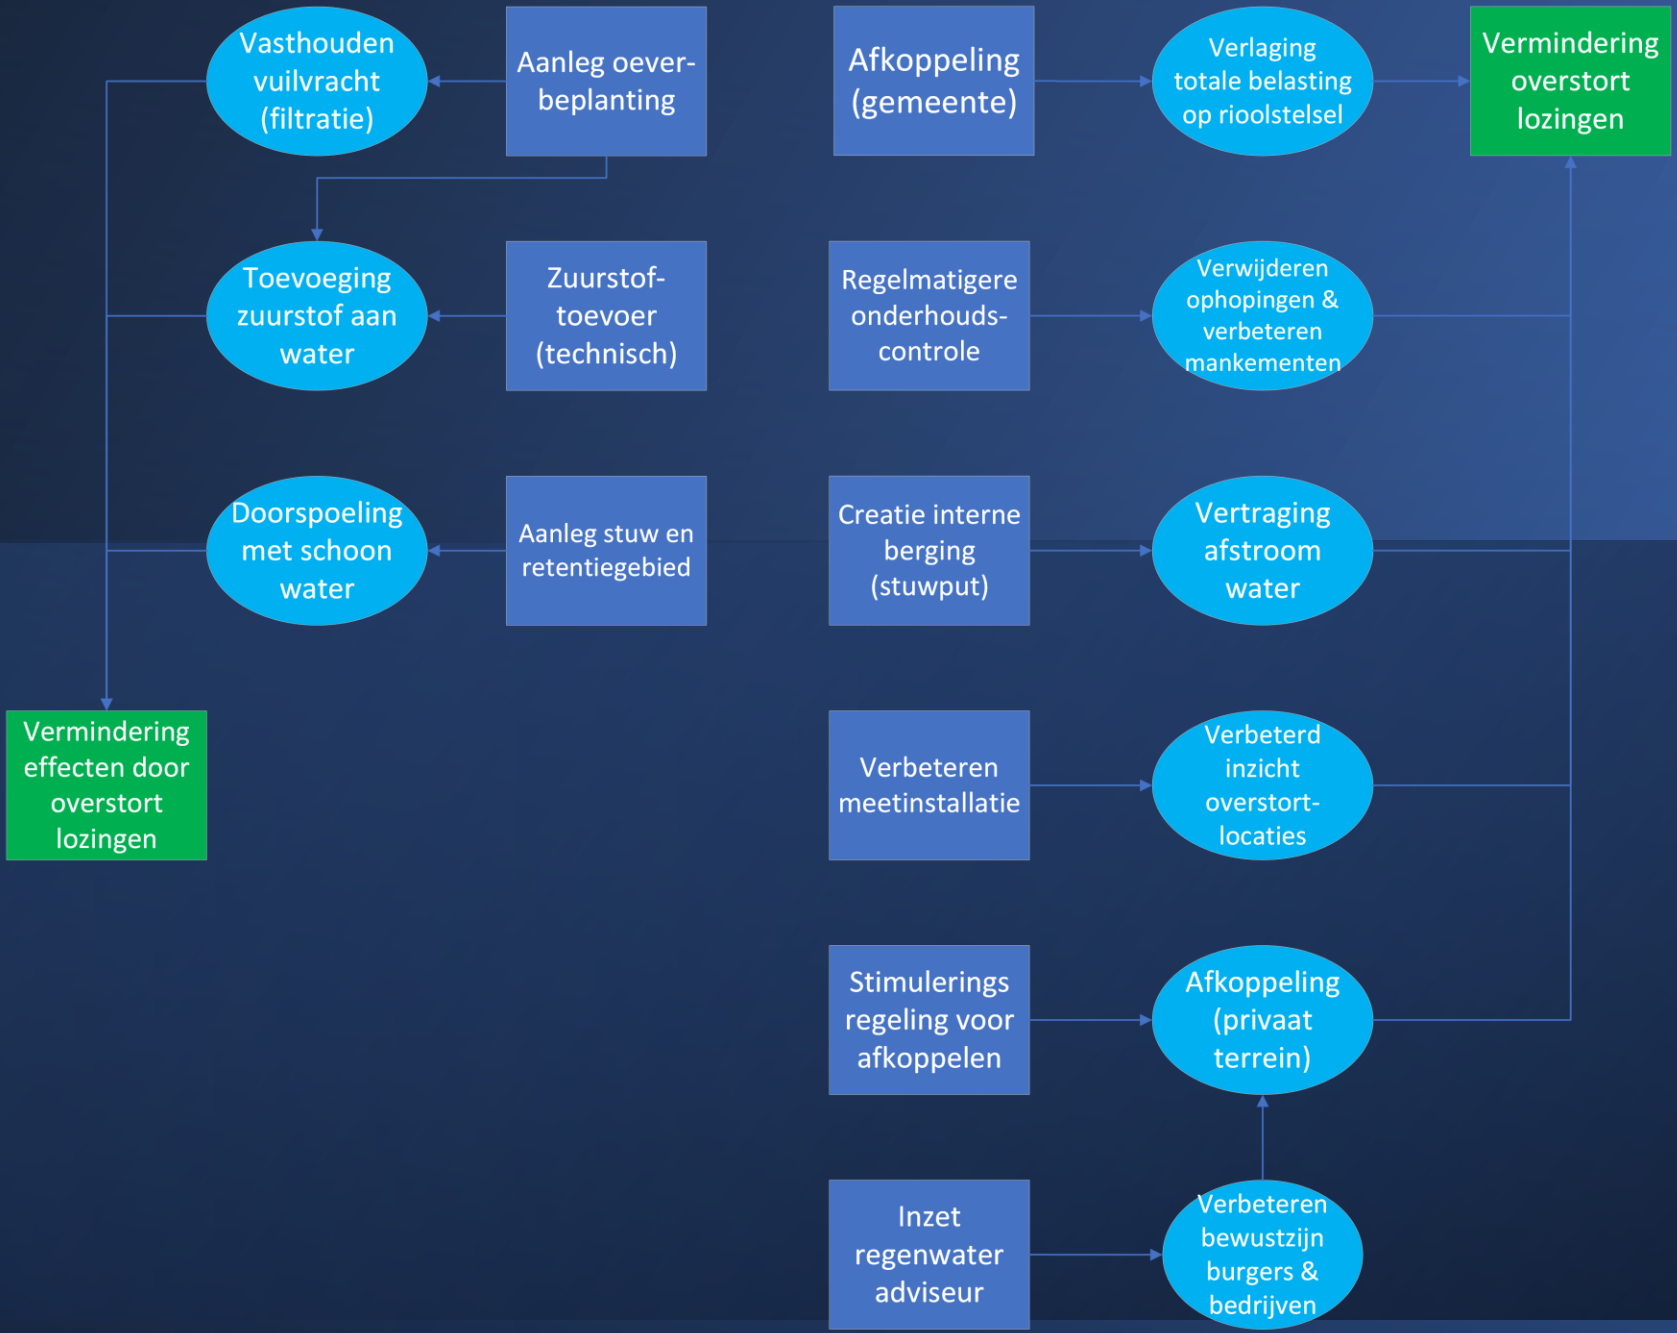 Vasthouden
vuilvracht
(filtratie)
Aanleg oever-
beplanting
Afkoppeling
(gemeente)
Verlaging
totale belasting
op rioolstelsel
Vermindering
overstort
lozingen
Toevoeging
zuurstof aan
water
Zuurstof-
toevoer
(technisch)
Regelmatigere
onderhouds-
controle
Verwijderen
ophopingen &
verbeteren
mankementen
Doorspoeling
met schoon
water
Aanleg stuw en
retentiegebied
Creatie interne
berging
(stuwput)
Vertraging
afstroom
water
Vermindering
effecten door
overstort
lozingen
Verbeteren
meetinstallatie
Verbeterd
inzicht
overstort-
locaties
Stimulerings
regeling voor
afkoppelen
Afkoppeling
(privaat
terrein)
Inzet
regenwater
adviseur
Verbeteren
bewustzijn
burgers &
bedrijven